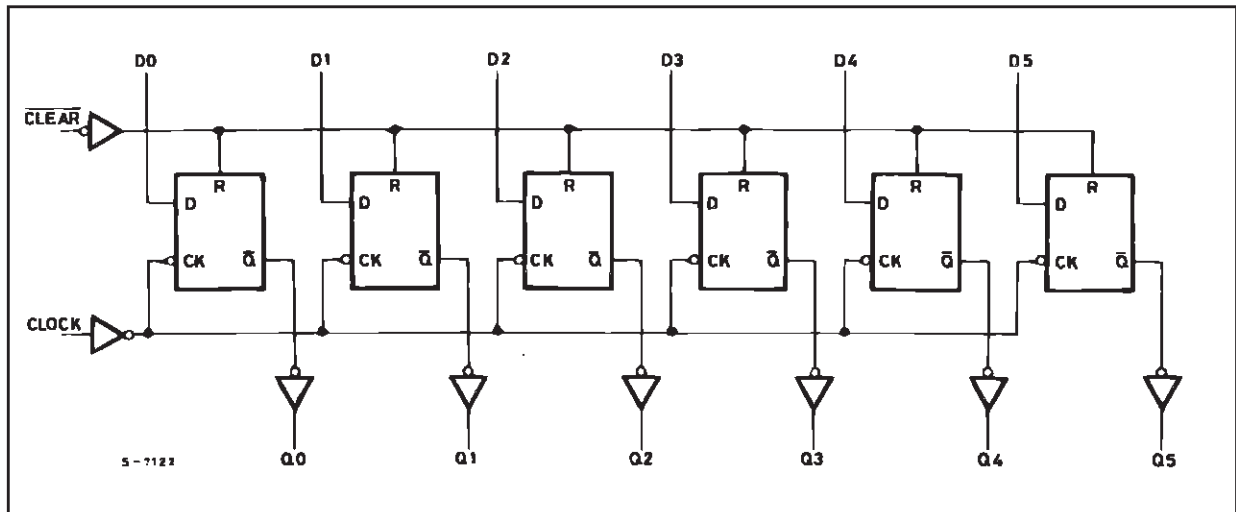 D0 D1 D2 D3 D4 D5
C̅L̅E̅A̅R̅
R R R R R R
D D D D D D
CK Q̅ CK Q̅ CK Q̅ CK Q̅ CK Q̅ CK Q̅
CLOCK
S-7122 Q0 Q1 Q2 Q3 Q4 Q5